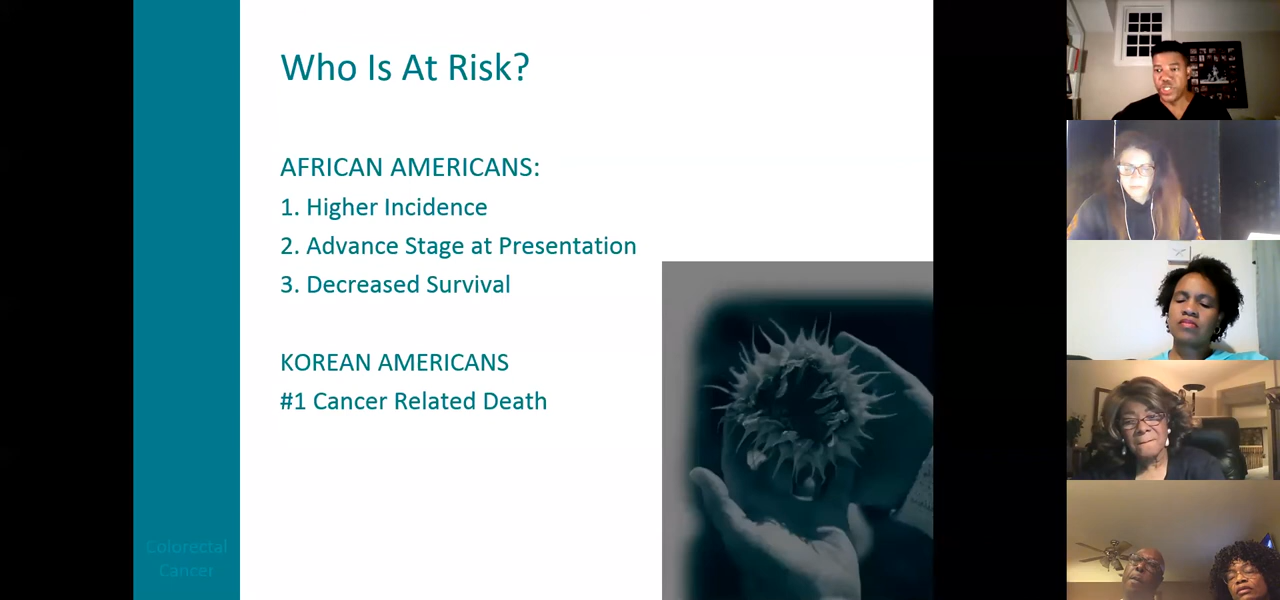 Who Is At Risk?
AFRICAN AMERICANS:
1. Higher Incidence
2. Advance Stage at Presentation
3. Decreased Survival
KOREAN AMERICANS
#1 Cancer Related Death
Colorectal
Cancer